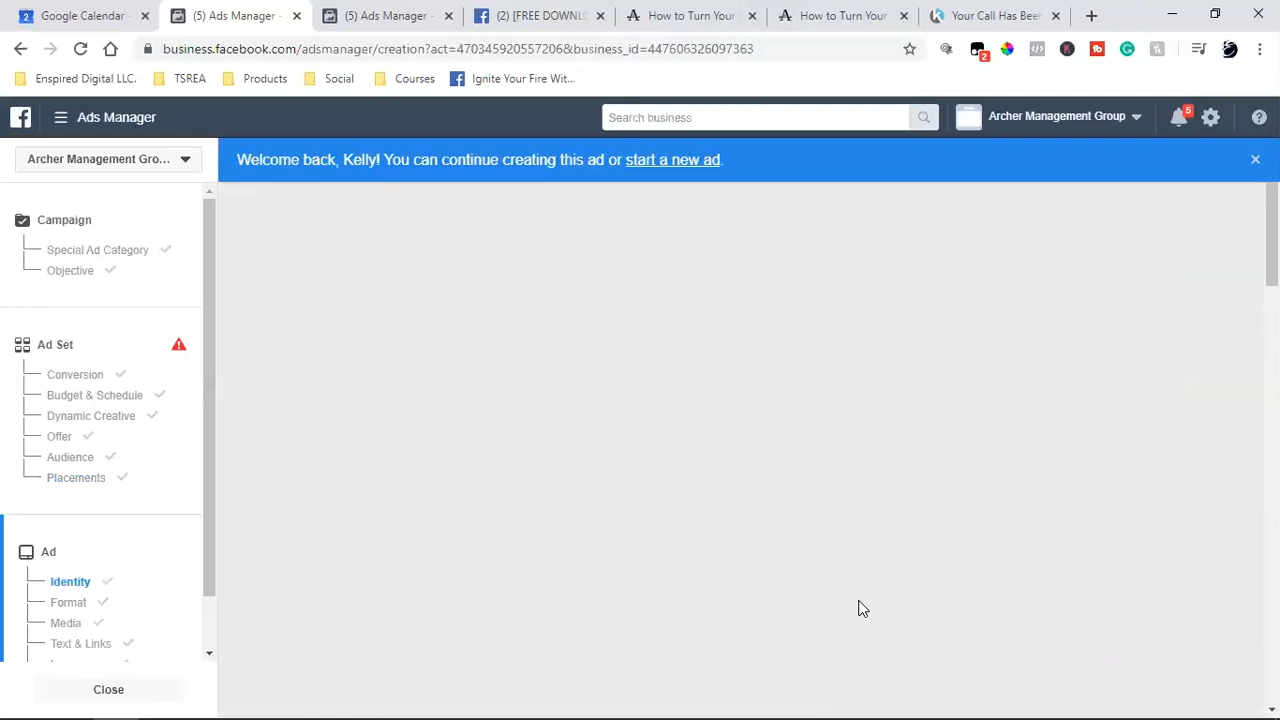 Google Calendar -
(5) Ads Manager -
(5) Ads Manager -
(2) [FREE DOWNL
How to Turn Your
How to Turn Your
Your Call Has Been
business.facebook.com/adsmanager/creation?act=470345920557206&business_id=447606326097363
2
Enspired Digital LLC.
TSREA
Products
Social
Courses
Ignite Your Fire Wit...
Ads Manager
Search business
Archer Management Group
5
Archer Management Gro...
Welcome back, Kelly! You can continue creating this ad or start a new ad.
Campaign
Special Ad Category
Objective
Ad Set
Conversion
Budget & Schedule
Dynamic Creative
Offer
Audience
Placements
Ad
Identity
Format
Media
Text & Links
Close